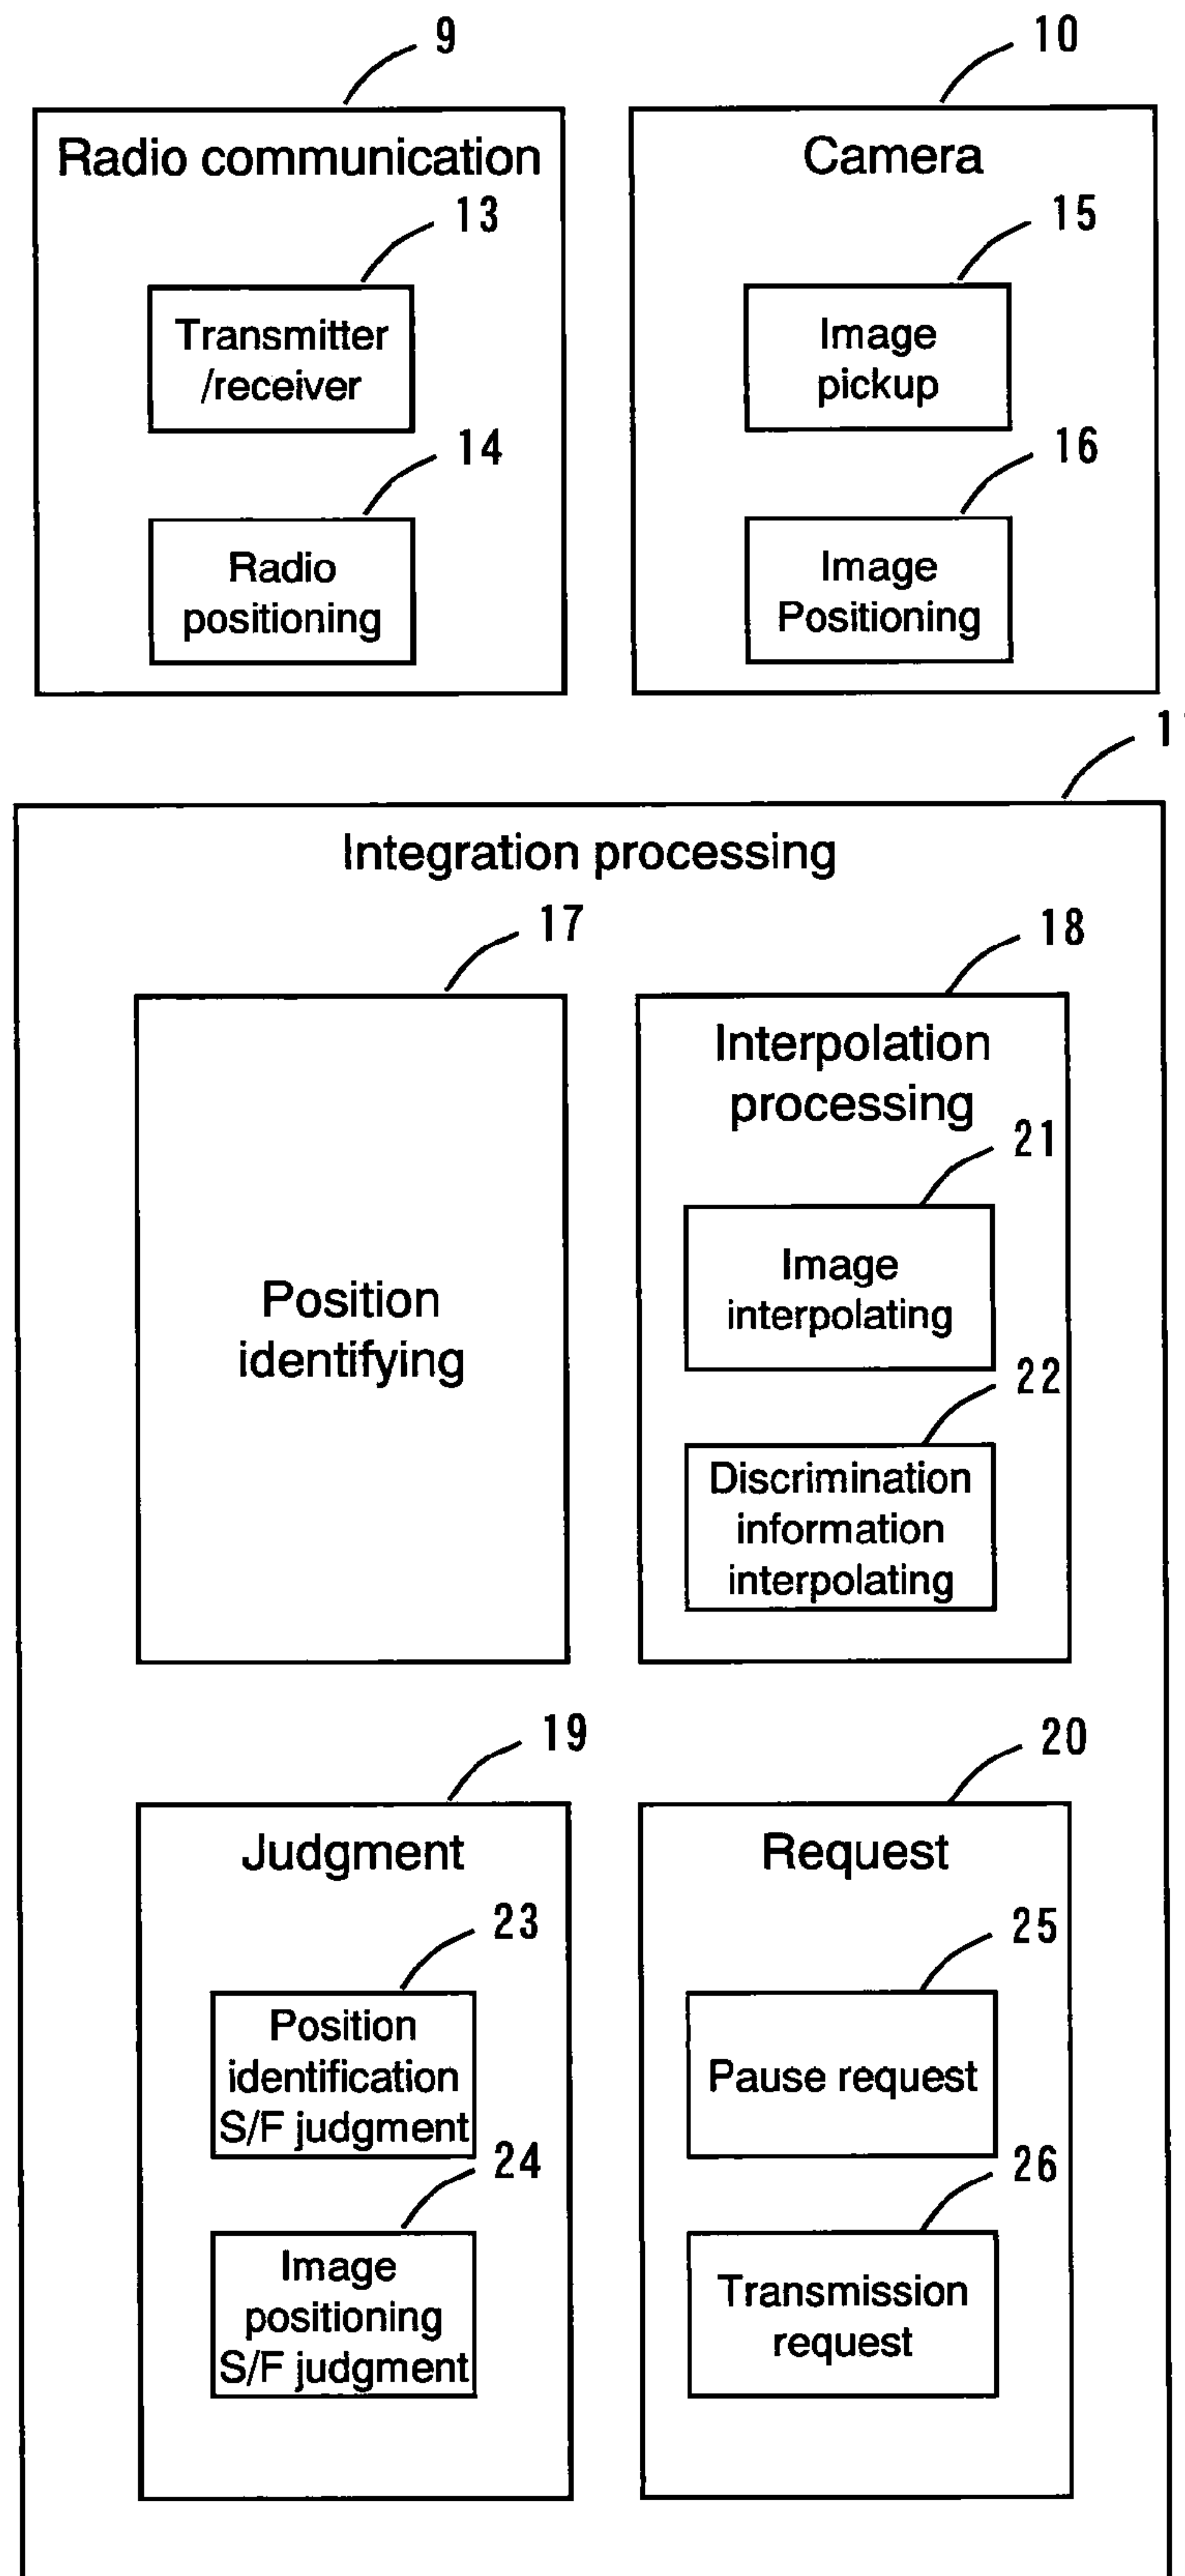 9
10
Radio communication
Camera
13
15
Transmitter
/receiver
Image
pickup
14
16
Radio
positioning
Image
Positioning
Integration processing
17
18
Position
identifying
Interpolation
processing
21
Image
interpolating
22
Discrimination
information
interpolating
19
20
Judgment
Request
23
25
Position
identification
S/F judgment
Pause request
24
26
Image
positioning
S/F judgment
Transmission
request